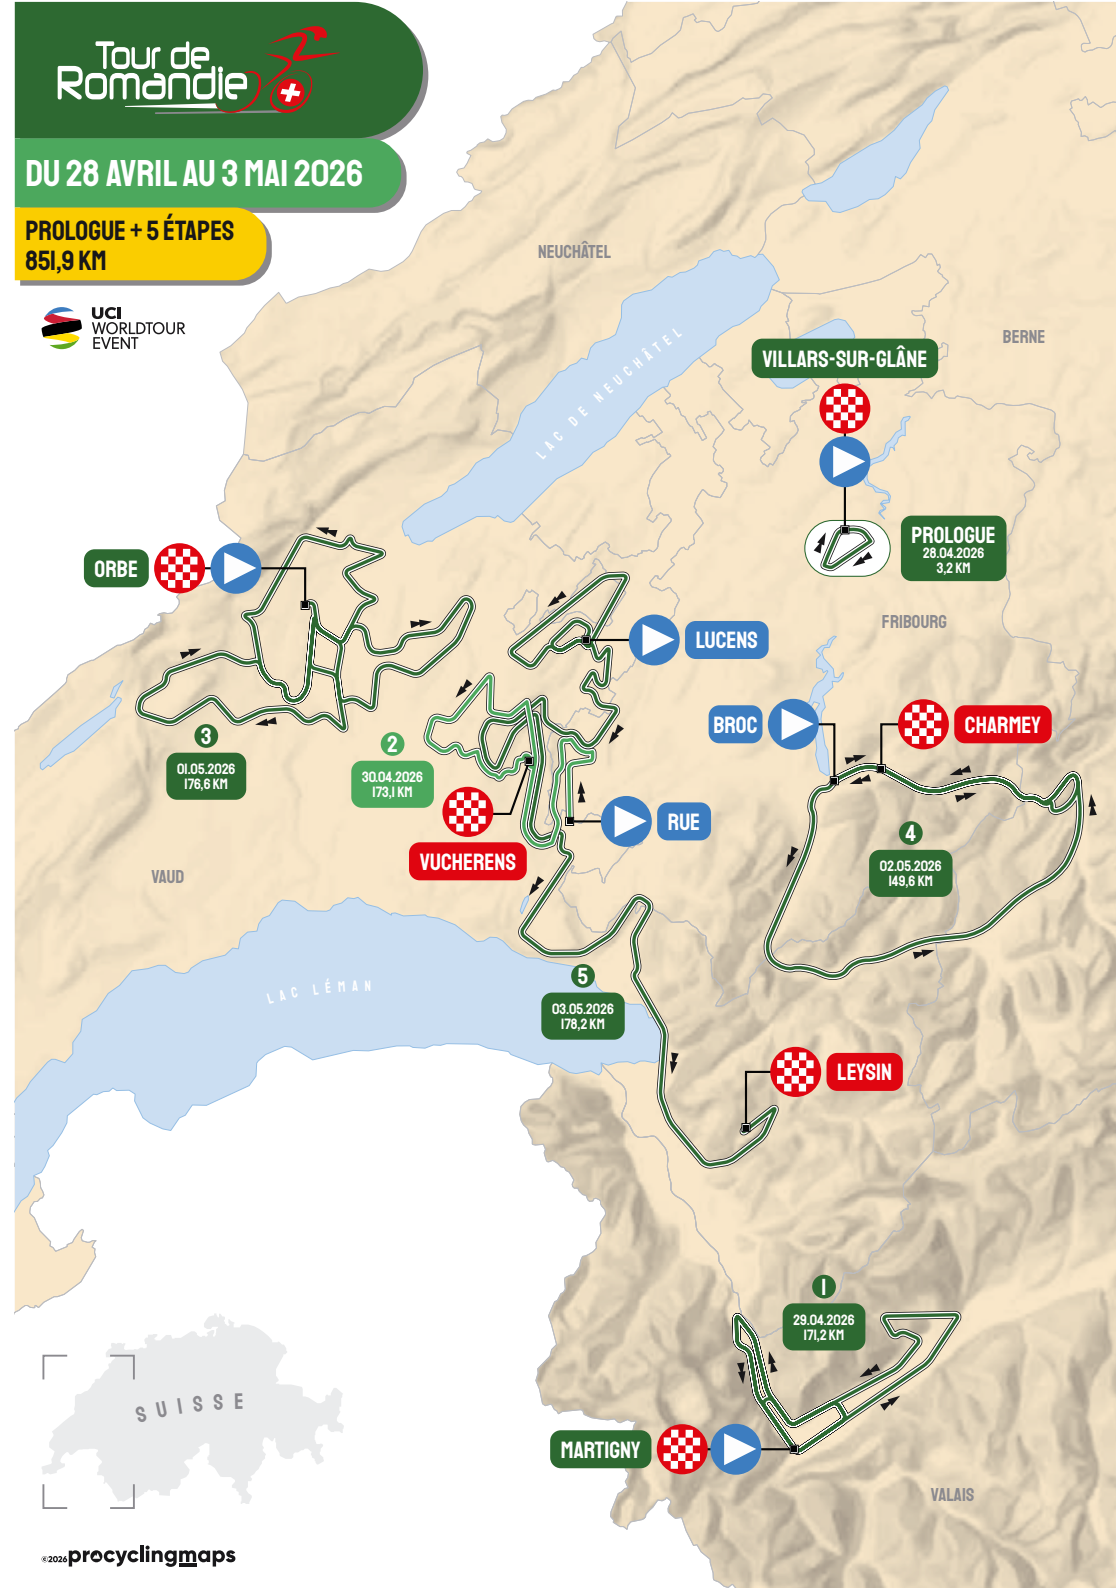 Tour de
Romandie
DU 28 AVRIL AU 3 MAI 2026
PROLOGUE + 5 ÉTAPES
851,9 KM
UCI
WORLDTOUR
EVENT
NEUCHÂTEL
BERNE
LAC DE NEUCHÂTEL
VILLARS-SUR-GLÂNE
PROLOGUE
28.04.2026
3,2 KM
ORBE
FRIBOURG
LUCENS
BROC
CHARMEY
3
01.05.2026
176,6 KM
2
30.04.2026
173,1 KM
RUE
VUCHERENS
4
02.05.2026
149,6 KM
VAUD
LAC LÉMAN
5
03.05.2026
178,2 KM
LEYSIN
1
29.04.2026
171,2 KM
SUISSE
MARTIGNY
VALAIS
©2026 procyclingmaps